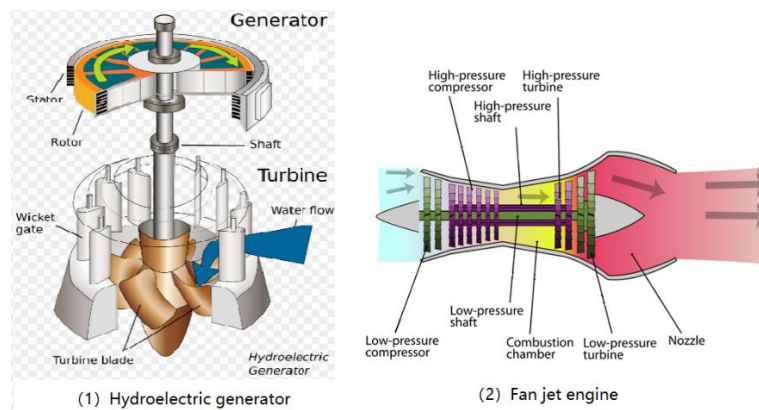 Generator
Stator
Rotor
Shaft
Turbine
Wicket
gate
Water flow
Turbine blade
Hydroelectric
Generator
(1) Hydroelectric generator
High-pressure
compressor
High-pressure
turbine
High-pressure
shaft
Low-pressure
compressor
Low-pressure
shaft
Combustion
chamber
Low-pressure
turbine
Nozzle
(2) Fan jet engine